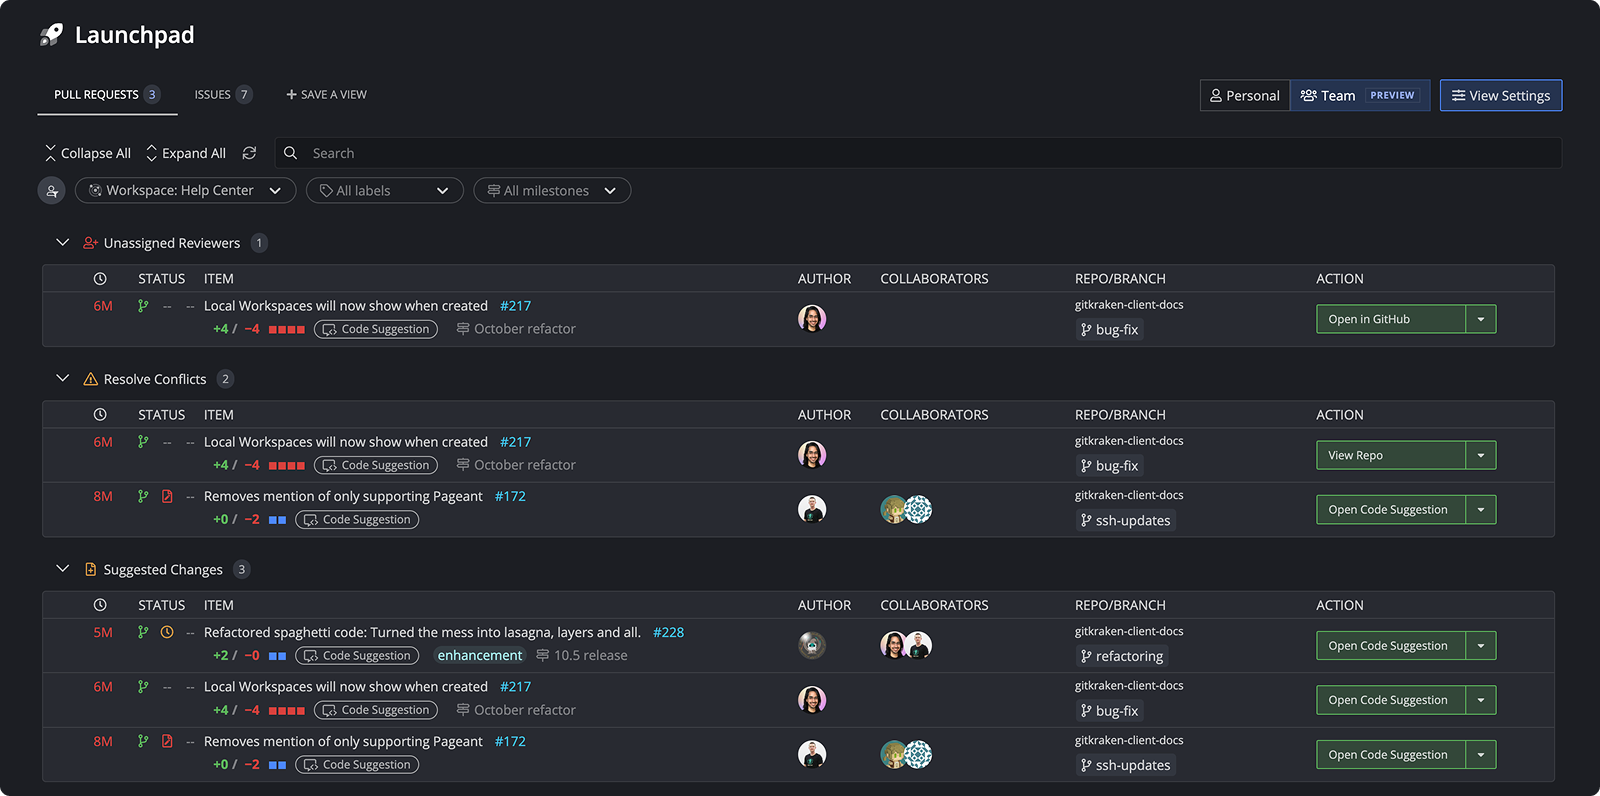 Launchpad
PULL REQUESTS 3 ISSUES 7 + SAVE A VIEW Personal Team PREVIEW View Settings
Collapse All Expand All Search
Workspace: Help Center All labels All milestones
Unassigned Reviewers 1
STATUS ITEM AUTHOR COLLABORATORS REPO/BRANCH ACTION
6M -- -- Local Workspaces will now show when created #217 gitkraken-client-docs Open in GitHub
+4 / −4 Code Suggestion October refactor bug-fix
Resolve Conflicts 2
STATUS ITEM AUTHOR COLLABORATORS REPO/BRANCH ACTION
6M -- -- Local Workspaces will now show when created #217 gitkraken-client-docs View Repo
+4 / −4 Code Suggestion October refactor bug-fix
8M -- Removes mention of only supporting Pageant #172 gitkraken-client-docs Open Code Suggestion
+0 / −2 Code Suggestion ssh-updates
Suggested Changes 3
STATUS ITEM AUTHOR COLLABORATORS REPO/BRANCH ACTION
5M -- Refactored spaghetti code: Turned the mess into lasagna, layers and all. #228 gitkraken-client-docs Open Code Suggestion
+2 / −0 Code Suggestion enhancement 10.5 release refactoring
6M -- -- Local Workspaces will now show when created #217 gitkraken-client-docs Open Code Suggestion
+4 / −4 Code Suggestion October refactor bug-fix
8M -- Removes mention of only supporting Pageant #172 gitkraken-client-docs Open Code Suggestion
+0 / −2 Code Suggestion ssh-updates